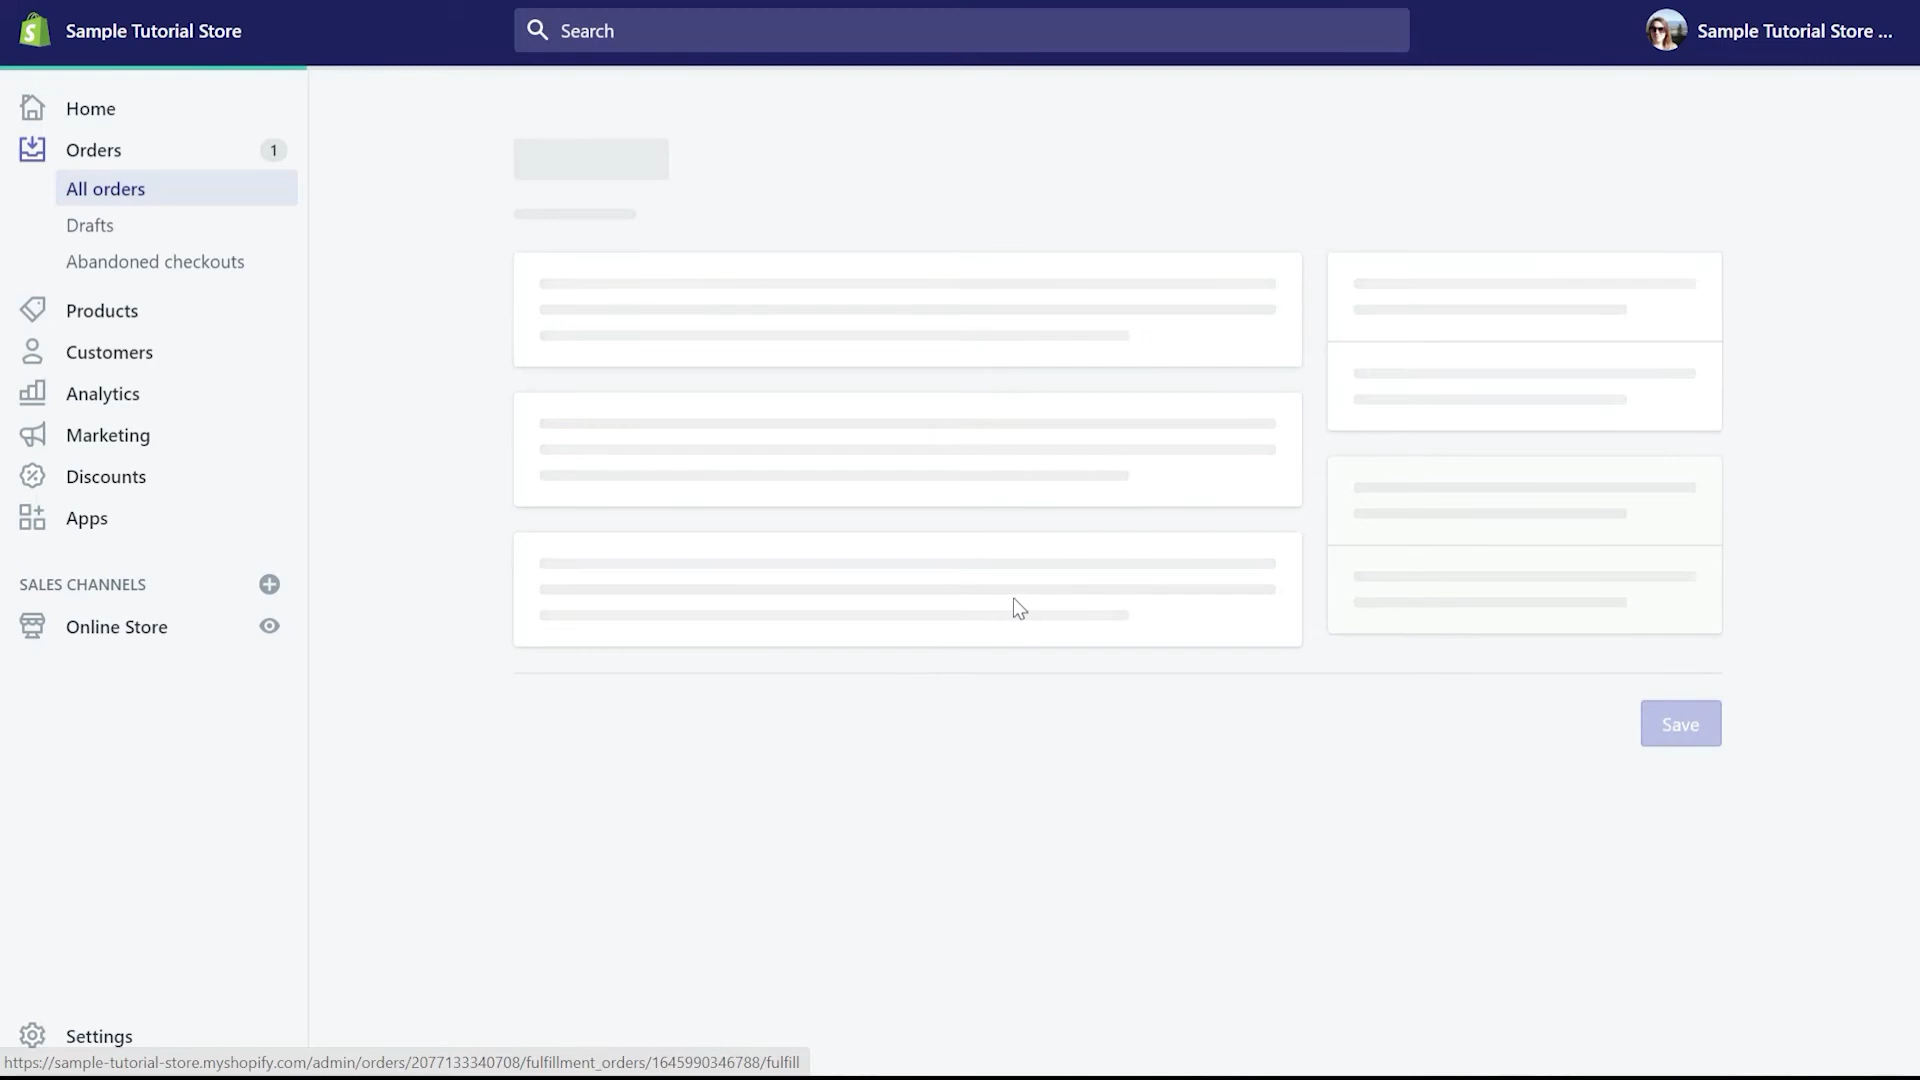 Sample Tutorial Store
Search
Sample Tutorial Store ...
Home
Orders
1
All orders
Drafts
Abandoned checkouts
Products
Customers
Analytics
Marketing
Discounts
Apps
SALES CHANNELS
Online Store
Save
Settings
https://sample-tutorial-store.myshopify.com/admin/orders/2077133340708/fulfillment_orders/1645990346788/fulfill